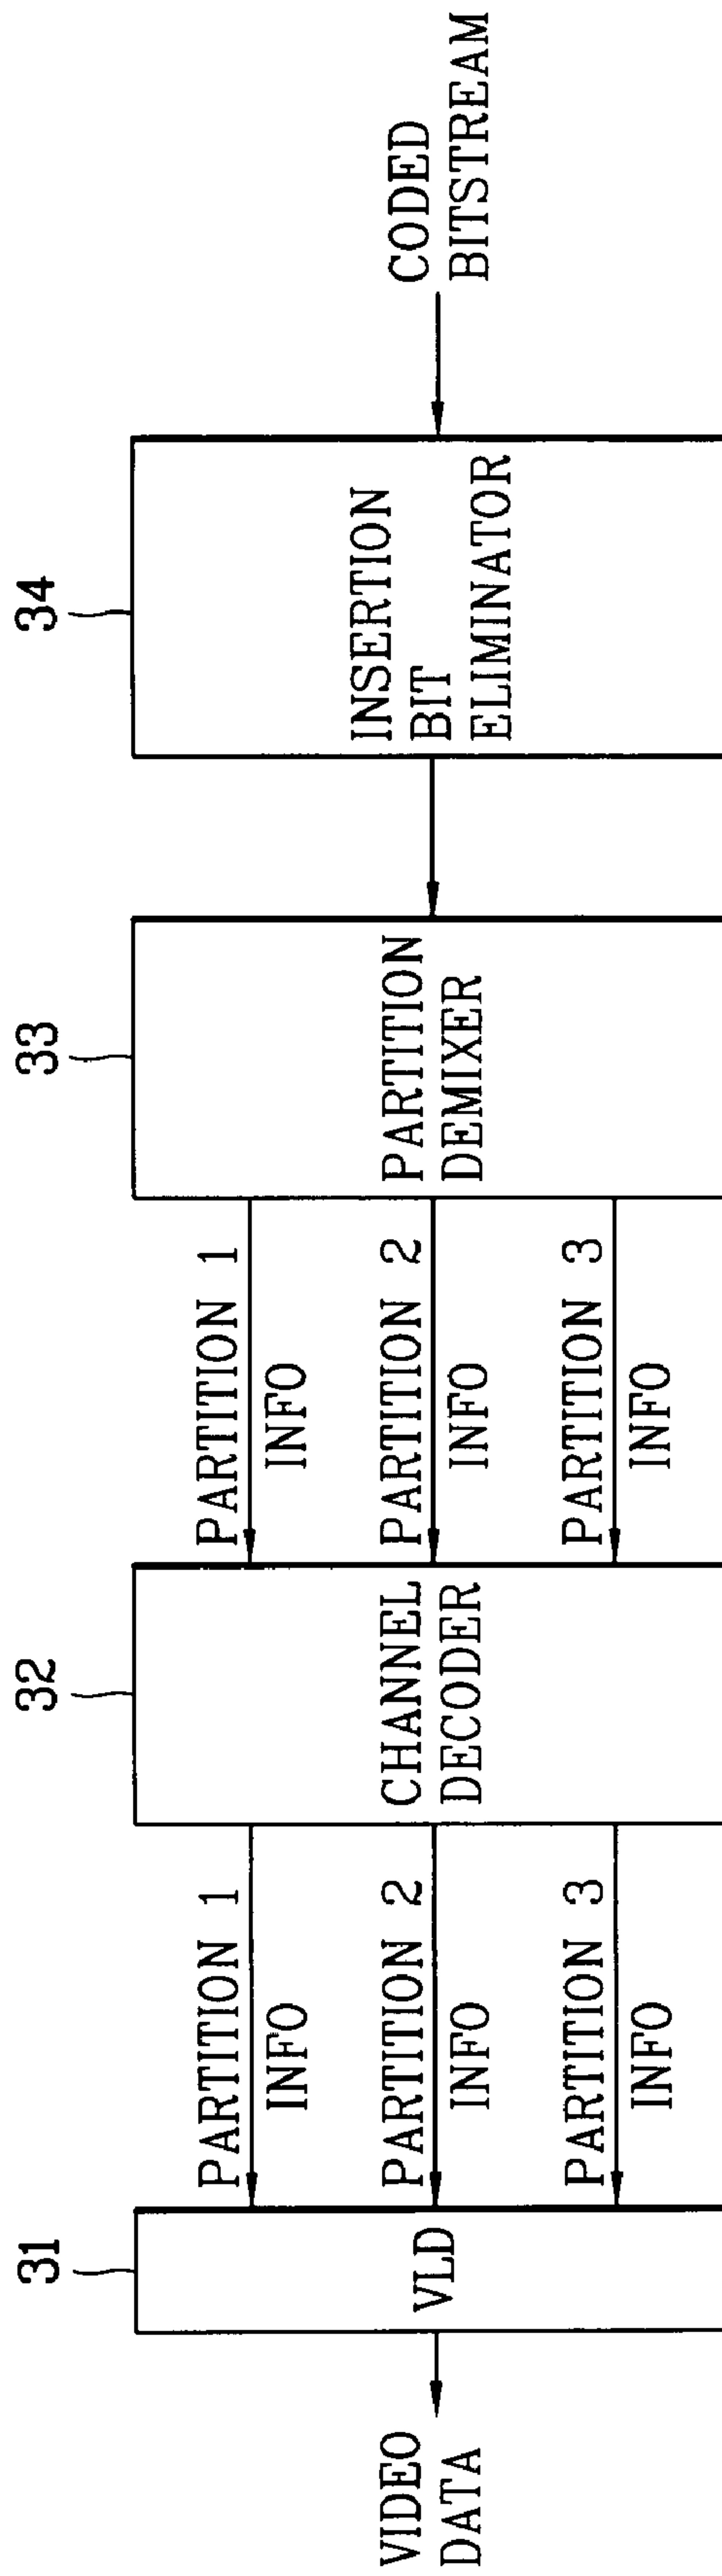 31
32
33
34
VIDEO
DATA
VLD
PARTITION 1
INFO
PARTITION 2
INFO
PARTITION 3
INFO
CHANNEL
DECODER
PARTITION 1
INFO
PARTITION 2
INFO
PARTITION 3
INFO
PARTITION
DEMIXER
INSERTION
BIT
ELIMINATOR
CODED
BITSTREAM